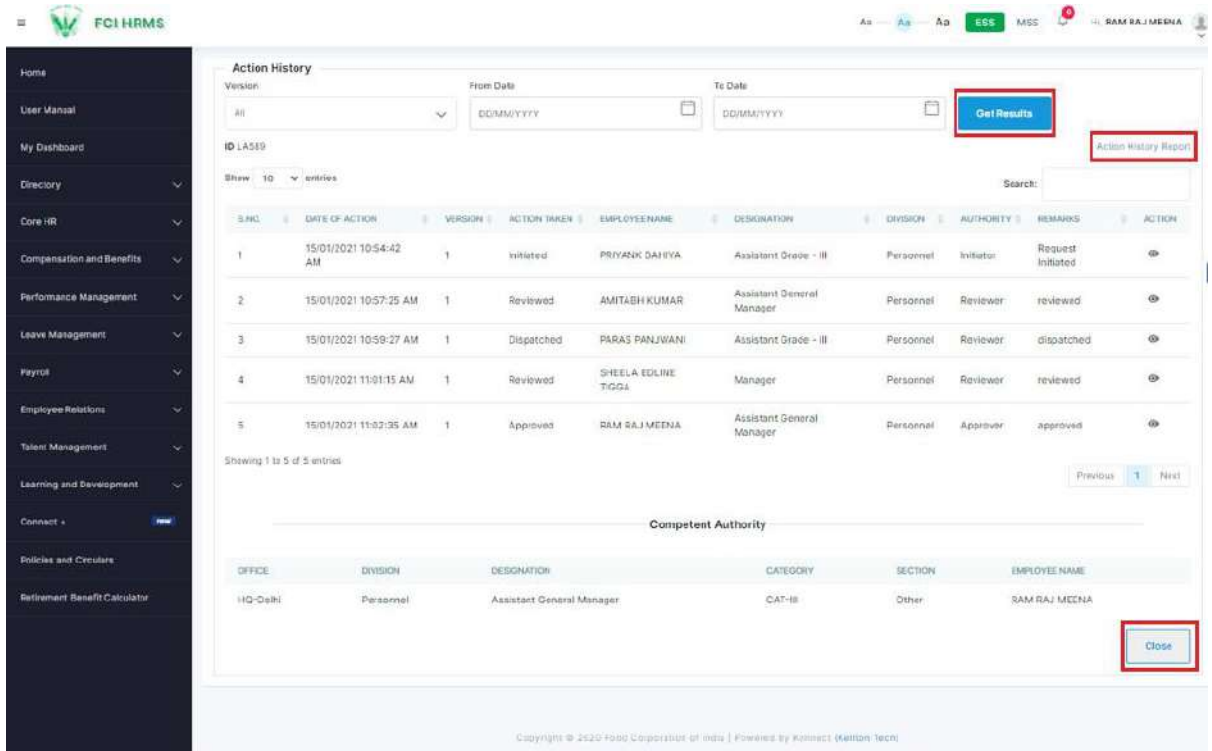 FCI HRMS
Aa Aa Aa ESS MSS 0 Hi, RAM RAJ MEENA
Home
User Manual
My Dashboard
Directory
Core HR
Compensation and Benefits
Performance Management
Leave Management
Payroll
Employee Relations
Talent Management
Learning and Development
Connect + new
Policies and Circulars
Retirement Benefit Calculator
Action History
Version From Date To Date
All DD/MM/YYYY DD/MM/YYYY Get Results
ID LA589 Action History Report
Show 10 entries Search:
S.NO. DATE OF ACTION VERSION ACTION TAKEN EMPLOYEE NAME DESIGNATION DIVISION AUTHORITY REMARKS ACTION
1 15/01/2021 10:54:42 AM 1 Initiated PRIYANK DAHIYA Assistant Grade - III Personnel Initiator Request Initiated
2 15/01/2021 10:57:25 AM 1 Reviewed AMITABH KUMAR Assistant General Manager Personnel Reviewer reviewed
3 15/01/2021 10:59:27 AM 1 Dispatched PARAS PANJWANI Assistant Grade - III Personnel Reviewer dispatched
4 15/01/2021 11:01:15 AM 1 Reviewed SHEELA EDLINE TIGGA Manager Personnel Reviewer reviewed
5 15/01/2021 11:02:35 AM 1 Approved RAM RAJ MEENA Assistant General Manager Personnel Approver approved
Showing 1 to 5 of 5 entries
Previous 1 Next
Competent Authority
OFFICE DIVISION DESIGNATION CATEGORY SECTION EMPLOYEE NAME
HQ-Delhi Personnel Assistant General Manager CAT-III Other RAM RAJ MEENA
Close
Copyright © 2020 Food Corporation of India | Powered by Konnect (Kellton Tech)